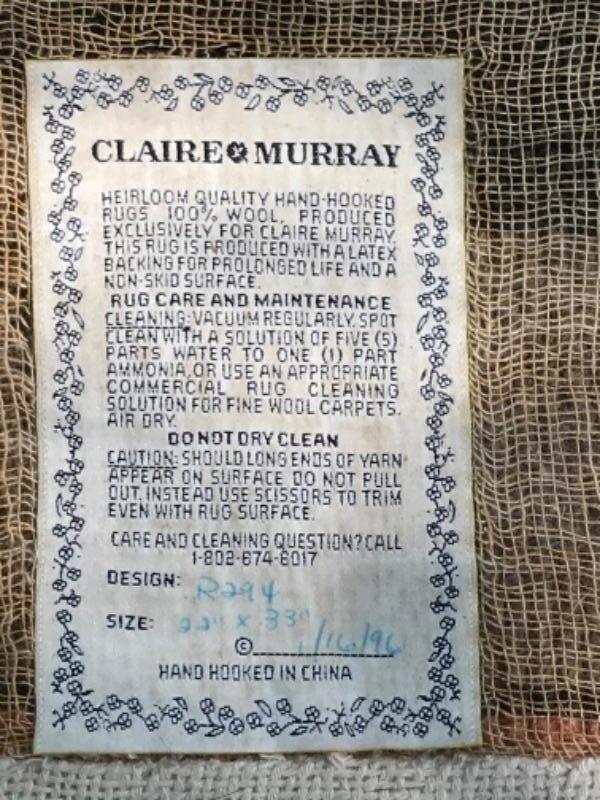 CLAIRE MURRAY
HEIRLOOM QUALITY HAND-HOOKED
RUGS 100% WOOL, PRODUCED
EXCLUSIVELY FOR CLAIRE MURRAY.
THIS RUG IS PRODUCED WITH A LATEX
BACKING FOR PROLONGED LIFE AND A
NON-SKID SURFACE.
RUG CARE AND MAINTENANCE
CLEANING: VACUUM REGULARLY. SPOT
CLEAN WITH A SOLUTION OF FIVE (5)
PARTS WATER TO ONE (1) PART
AMMONIA, OR USE AN APPROPRIATE
COMMERCIAL RUG CLEANING
SOLUTION FOR FINE WOOL CARPETS.
AIR DRY.
DO NOT DRY CLEAN
CAUTION: SHOULD LONG ENDS OF YARN
APPEAR ON SURFACE DO NOT PULL
OUT. INSTEAD USE SCISSORS TO TRIM
EVEN WITH RUG SURFACE.
CARE AND CLEANING QUESTION? CALL
1-802-674-6017
DESIGN: R294
SIZE: 22" x 33"
© 1/16/96
HAND HOOKED IN CHINA